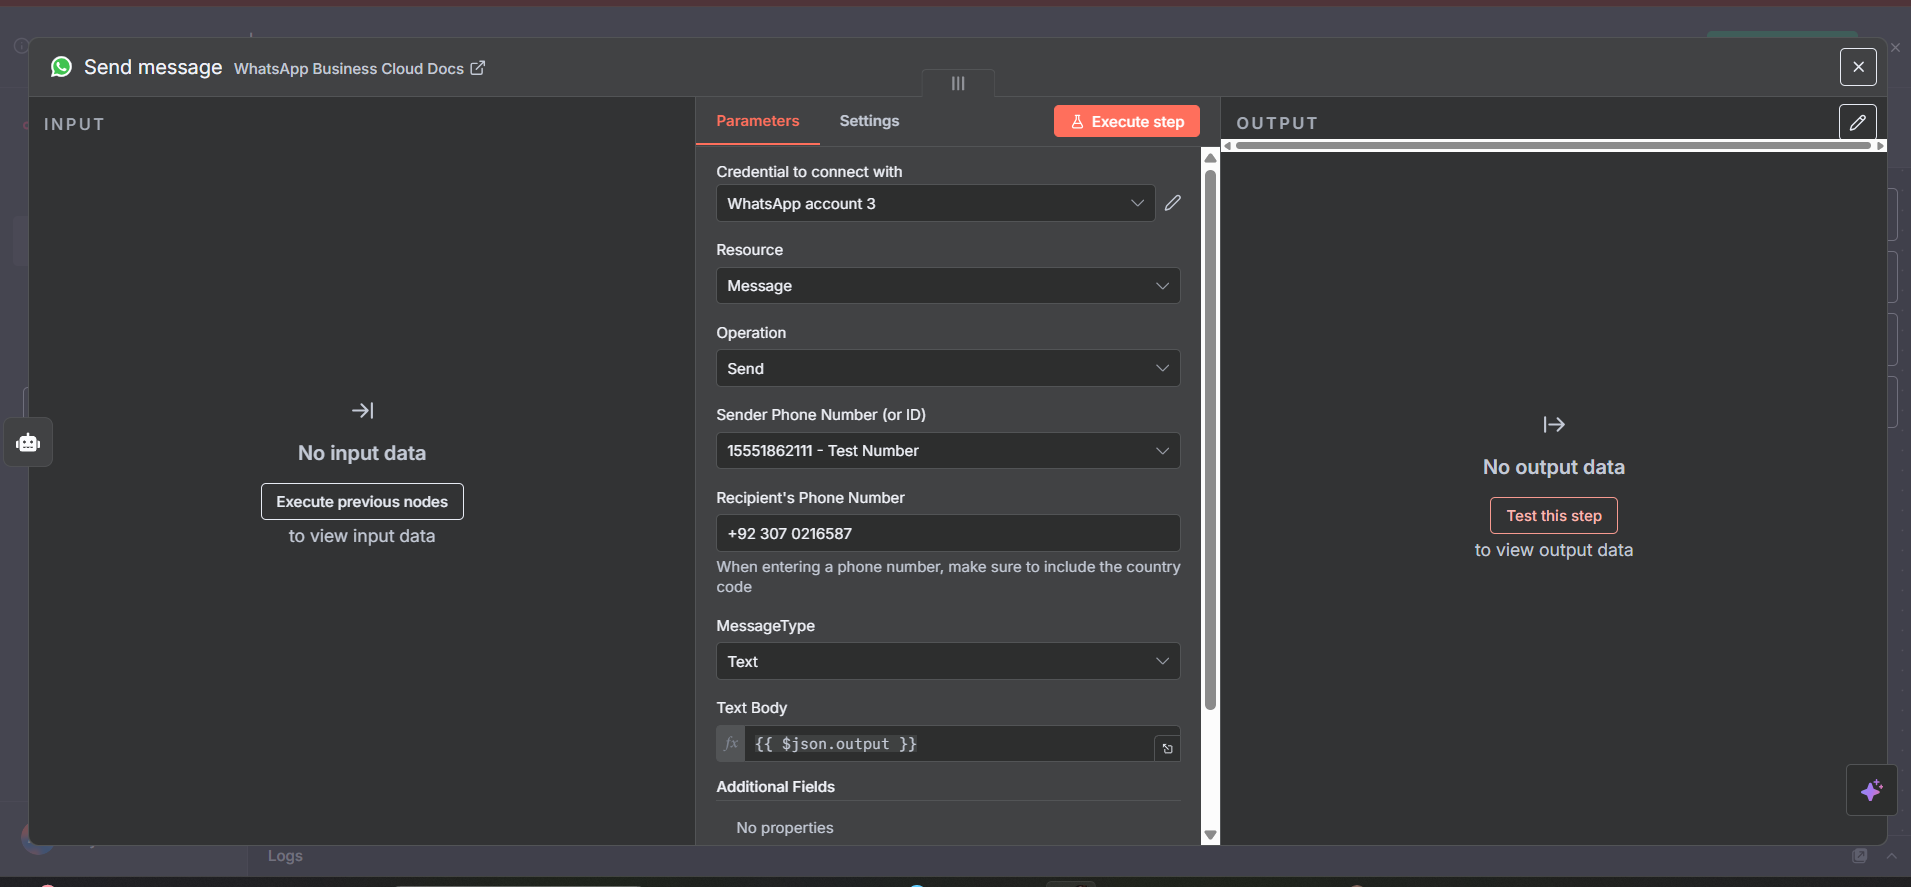 Send message WhatsApp Business Cloud Docs
INPUT
Parameters Settings Execute step
OUTPUT
Credential to connect with
WhatsApp account 3
Resource
Message
Operation
Send
Sender Phone Number (or ID)
15551862111 - Test Number
Recipient's Phone Number
+92 307 0216587
When entering a phone number, make sure to include the country
code
MessageType
Text
Text Body
fx {{ $json.output }}
Additional Fields
No properties
No input data
Execute previous nodes
to view input data
No output data
Test this step
to view output data
Logs